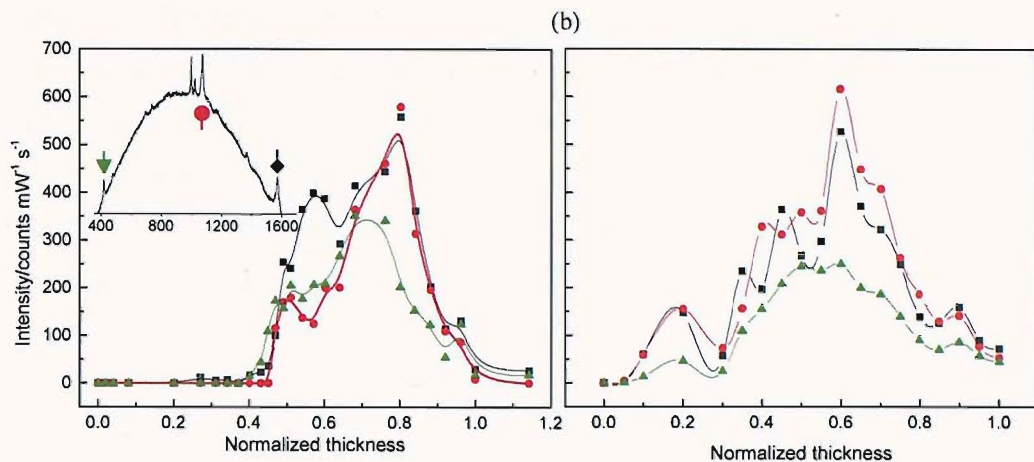 (b)
700
600
500
400
300
200
100
0
Intensity/counts mW⁻¹ s⁻¹
400 800 1200 1600
0.0 0.2 0.4 0.6 0.8 1.0 1.2
Normalized thickness
0.0 0.2 0.4 0.6 0.8 1.0
Normalized thickness